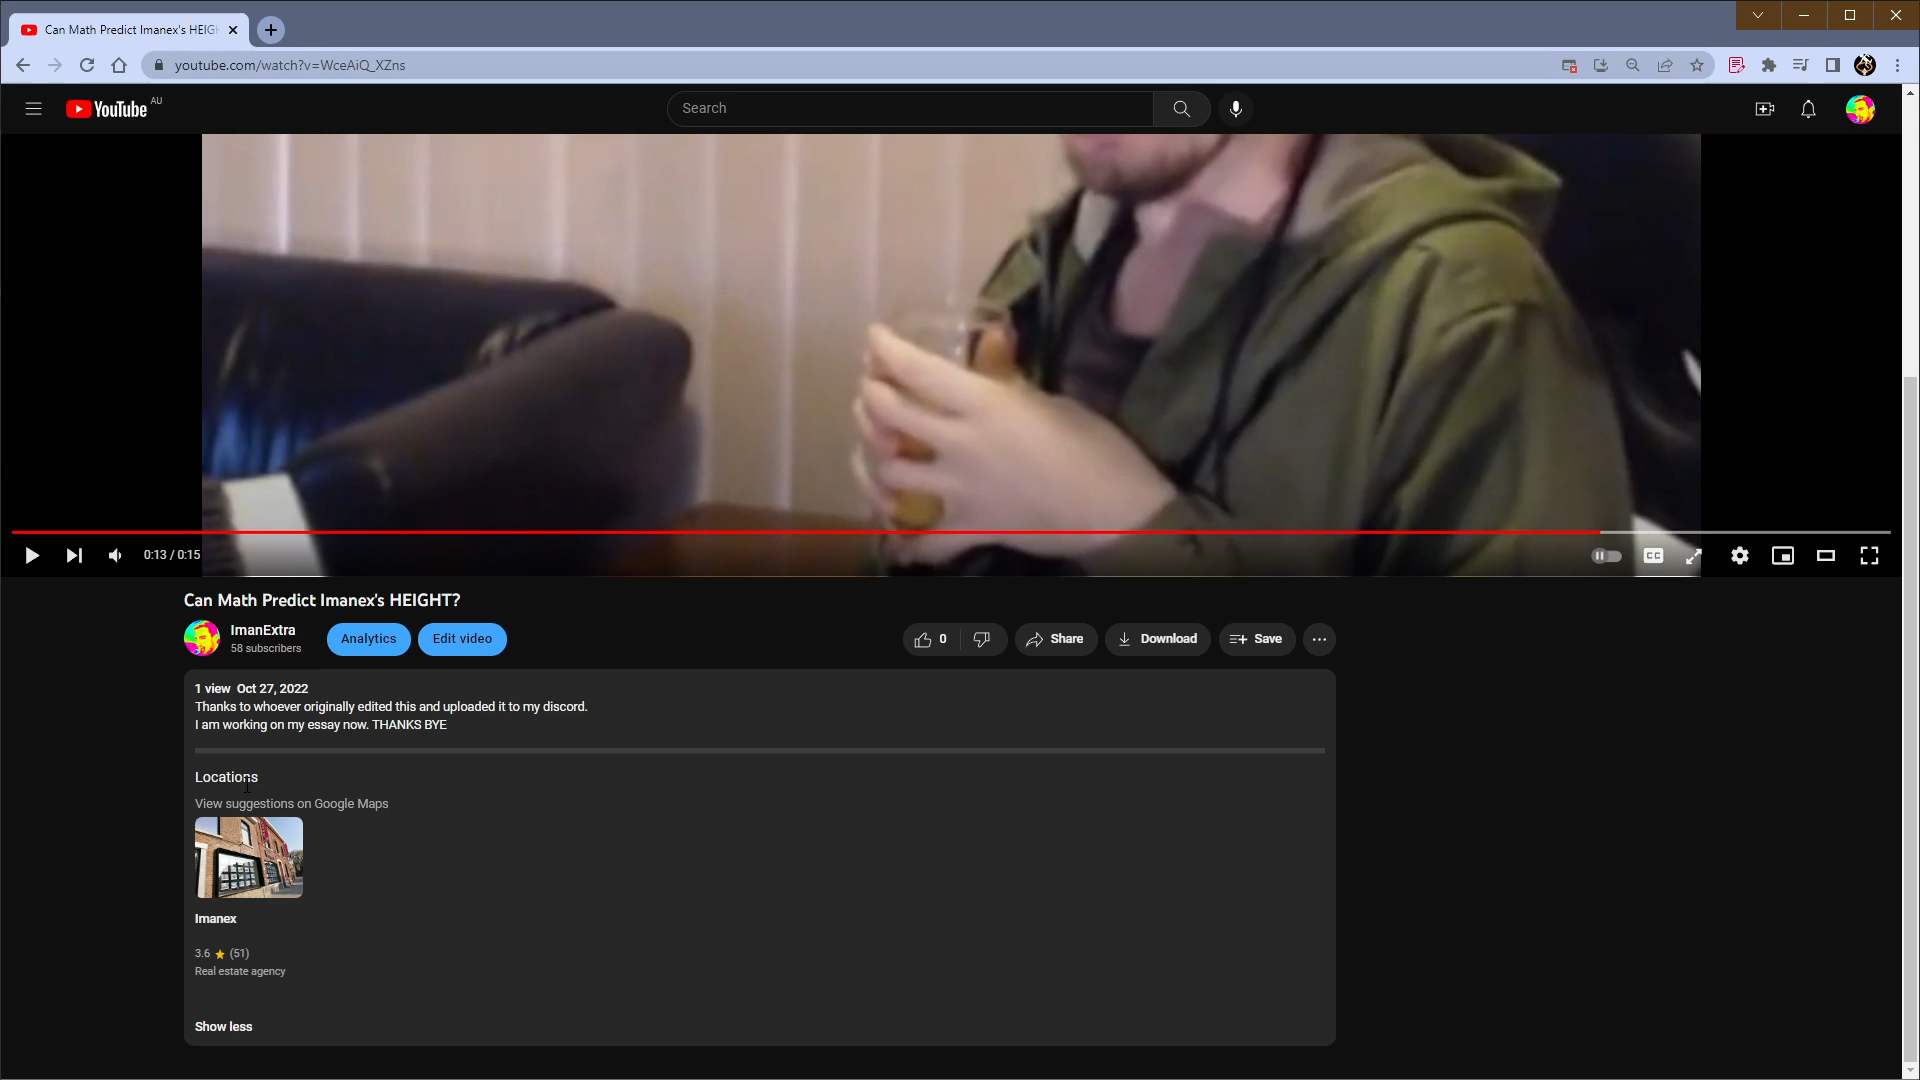 Can Math Predict Imanex's HEIGH
youtube.com/watch?v=WceAiQ_XZns
YouTube AU
Search
0:13 / 0:15
CC
Can Math Predict Imanex's HEIGHT?
ImanExtra
58 subscribers
Analytics
Edit video
0
Share
Download
Save
1 view Oct 27, 2022
Thanks to whoever originally edited this and uploaded it to my discord.
I am working on my essay now. THANKS BYE
Locations
View suggestions on Google Maps
Imanex
3.6 ★ (51)
Real estate agency
Show less